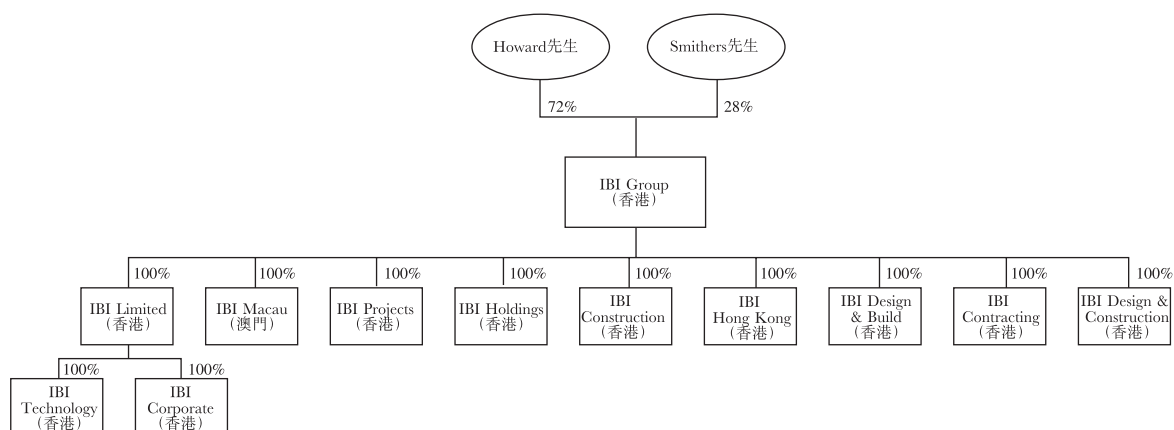 Howard先生
Smithers先生
72%
28%
IBI Group
(香港)
100%
100%
100%
100%
100%
100%
100%
100%
100%
IBI Limited
(香港)
IBI Macau
(澳門)
IBI Projects
(香港)
IBI Holdings
(香港)
IBI
Construction
(香港)
IBI
Hong Kong
(香港)
IBI Design
& Build
(香港)
IBI
Contracting
(香港)
IBI Design &
Construction
(香港)
100%
100%
IBI
Technology
(香港)
IBI
Corporate
(香港)